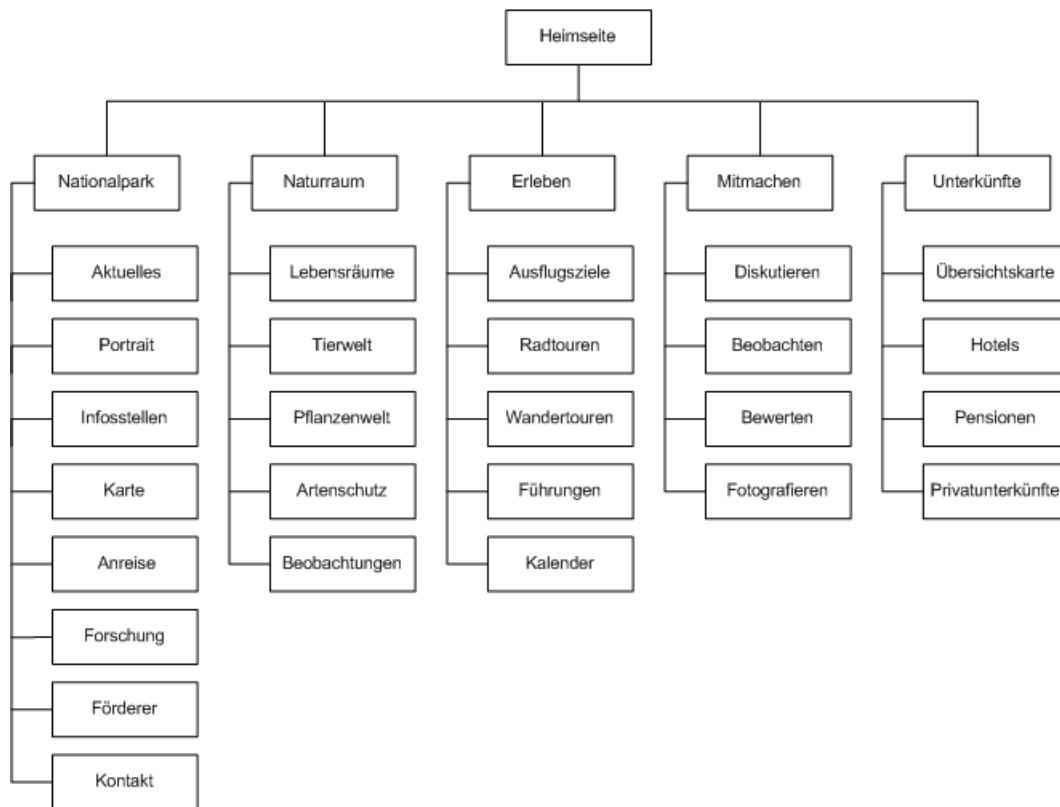 Heimseite
Nationalpark
Naturraum
Erleben
Mitmachen
Unterkünfte
Aktuelles
Lebensräume
Ausflugsziele
Diskutieren
Übersichtskarte
Portrait
Tierwelt
Radtouren
Beobachten
Hotels
Infosstellen
Pflanzenwelt
Wandertouren
Bewerten
Pensionen
Karte
Artenschutz
Führungen
Fotografieren
Privatunterkünfte
Anreise
Beobachtungen
Kalender
Forschung
Förderer
Kontakt